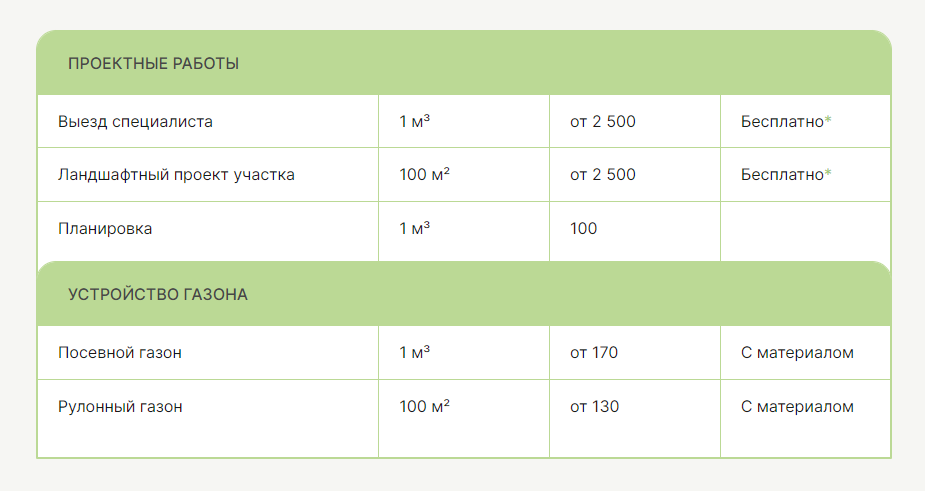 ПРОЕКТНЫЕ РАБОТЫ
Выезд специалиста 1 м³ от 2 500 Бесплатно*
Ландшафтный проект участка 100 м² от 2 500 Бесплатно*
Планировка 1 м³ 100
УСТРОЙСТВО ГАЗОНА
Посевной газон 1 м³ от 170 С материалом
Рулонный газон 100 м² от 130 С материалом